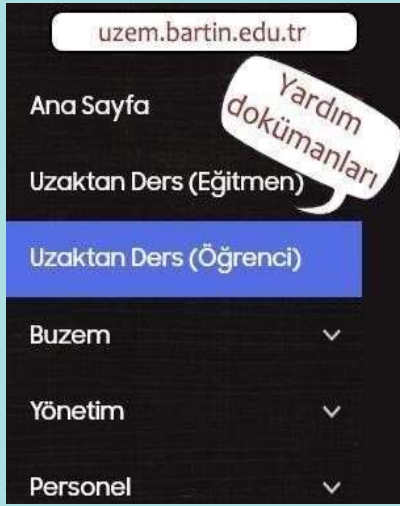 uzem.bartin.edu.tr
Yardım
dokümanları
Ana Sayfa
Uzaktan Ders (Eğitmen)
Uzaktan Ders (Öğrenci)
Buzem
Yönetim
Personel